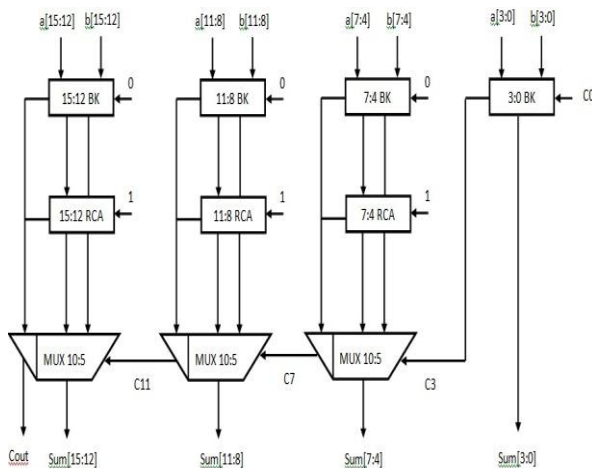 a[15:12] b[15:12] a[11:8] b[11:8] a[7:4] b[7:4] a[3:0] b[3:0]
0 0 0
15:12 BK 11:8 BK 7:4 BK 3:0 BK C0
1 1 1
15:12 RCA 11:8 RCA 7:4 RCA
MUX 10:5 MUX 10:5 MUX 10:5
C11 C7 C3
Cout Sum[15:12] Sum[11:8] Sum[7:4] Sum[3:0]